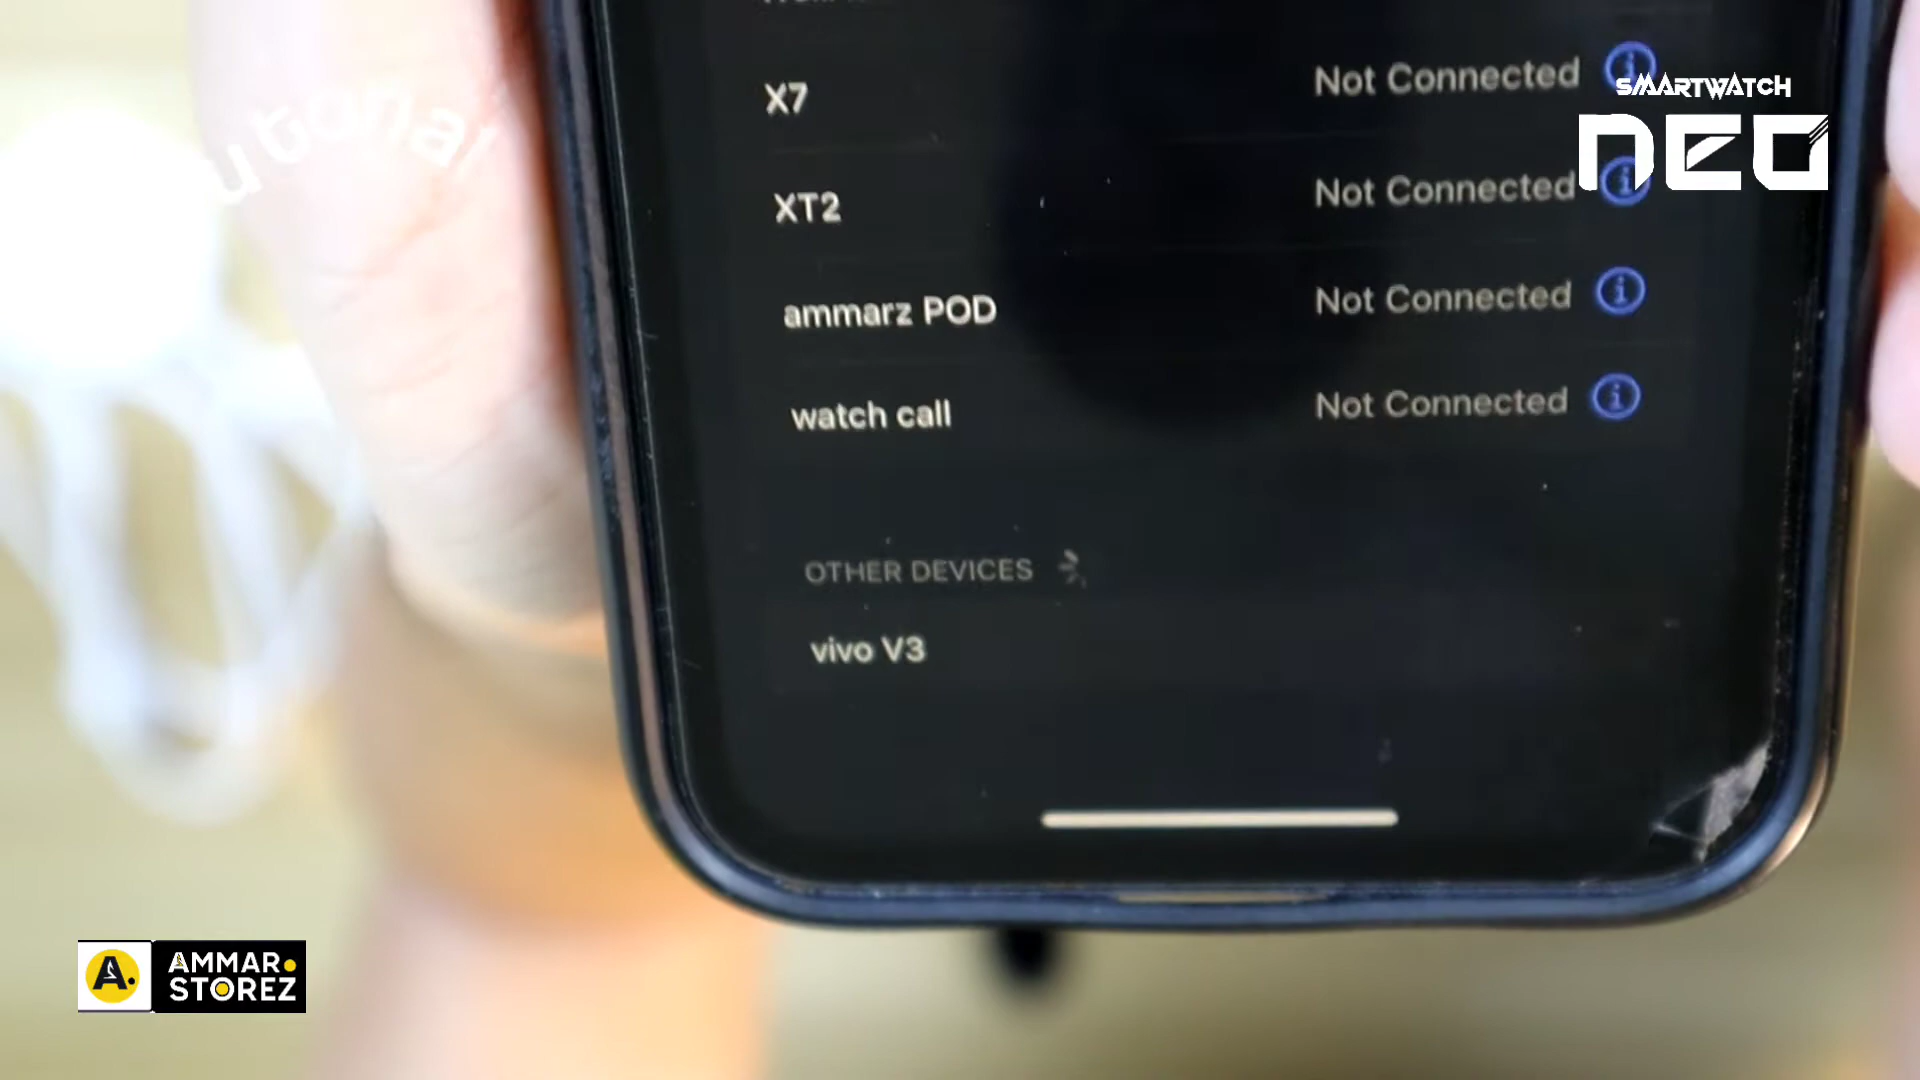 X7 Not Connected
XT2 Not Connected
ammarz POD Not Connected
watch call Not Connected
OTHER DEVICES
vivo V3
SMARTWATCH
NEO
A.
AMMAR
STOREZ